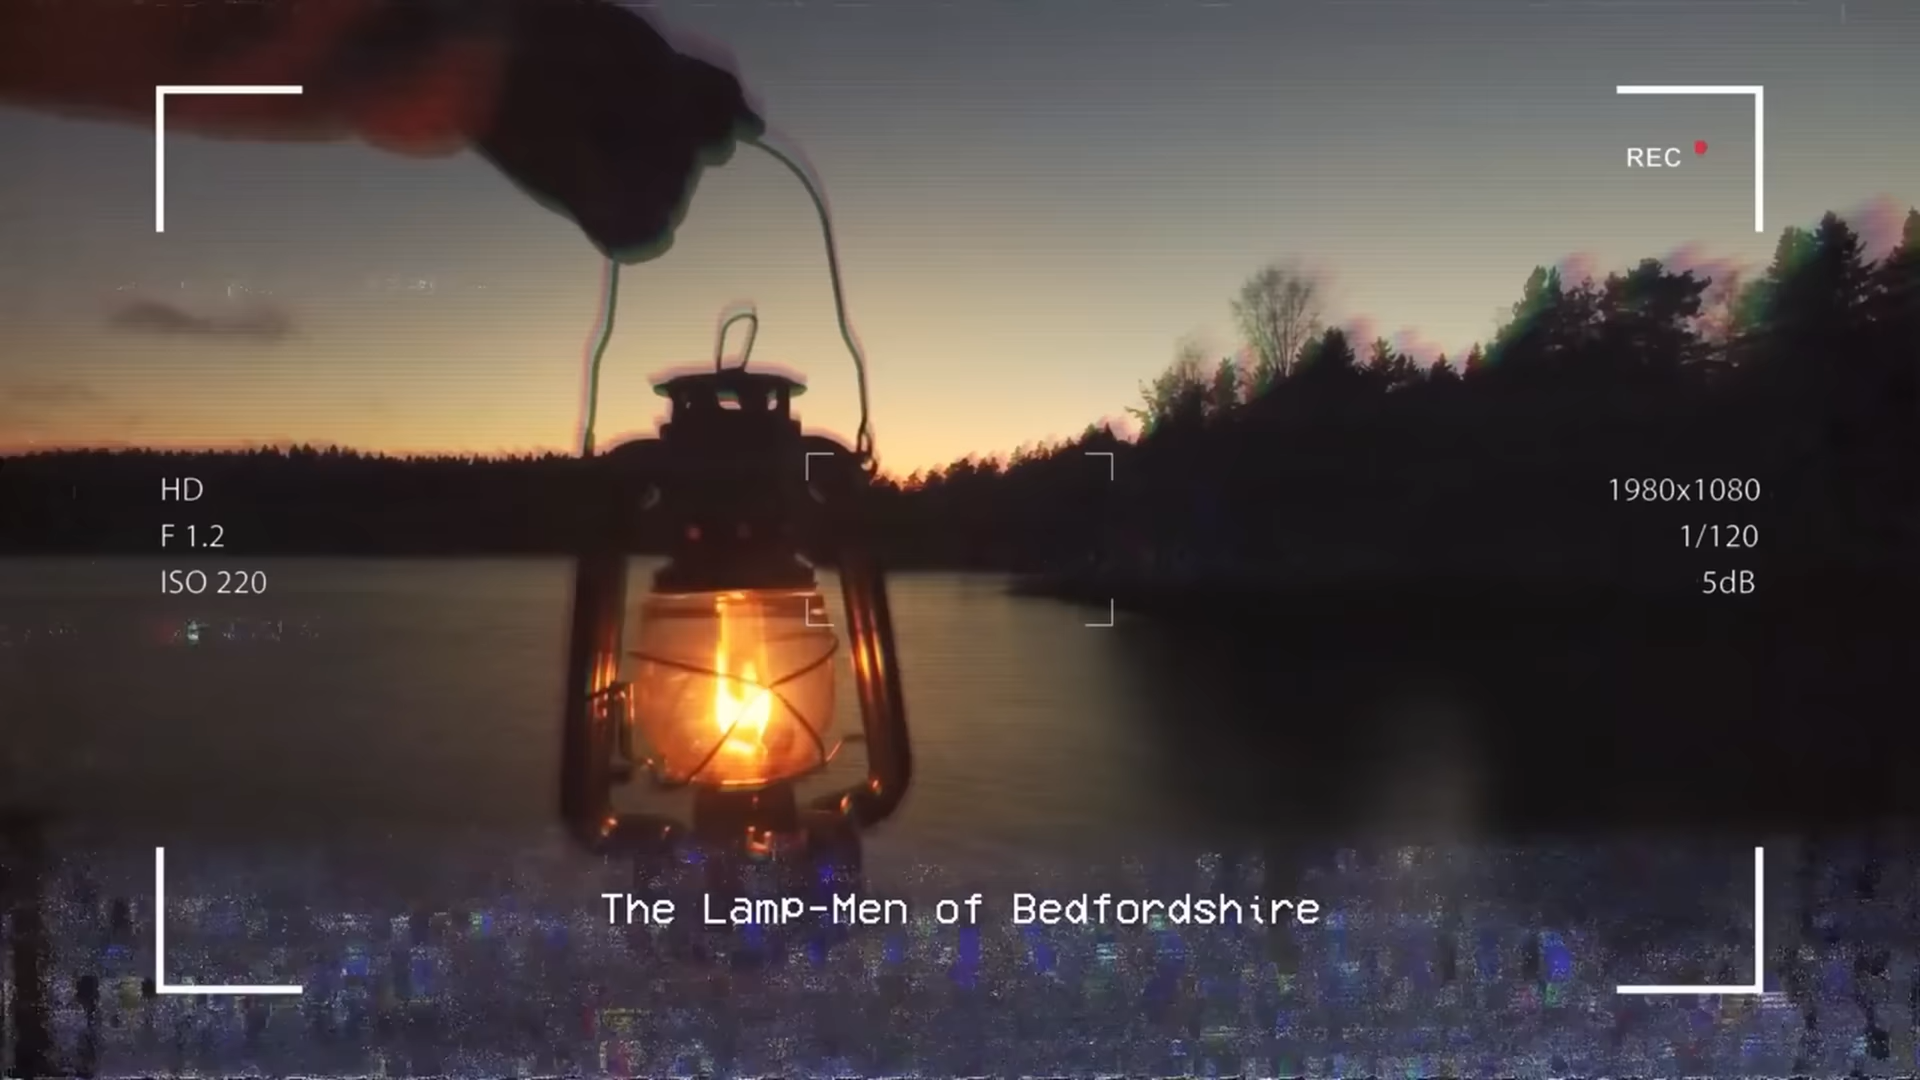 REC
HD
1980x1080
F 1.2
1/120
ISO 220
5dB
The Lamp-Men of Bedfordshire